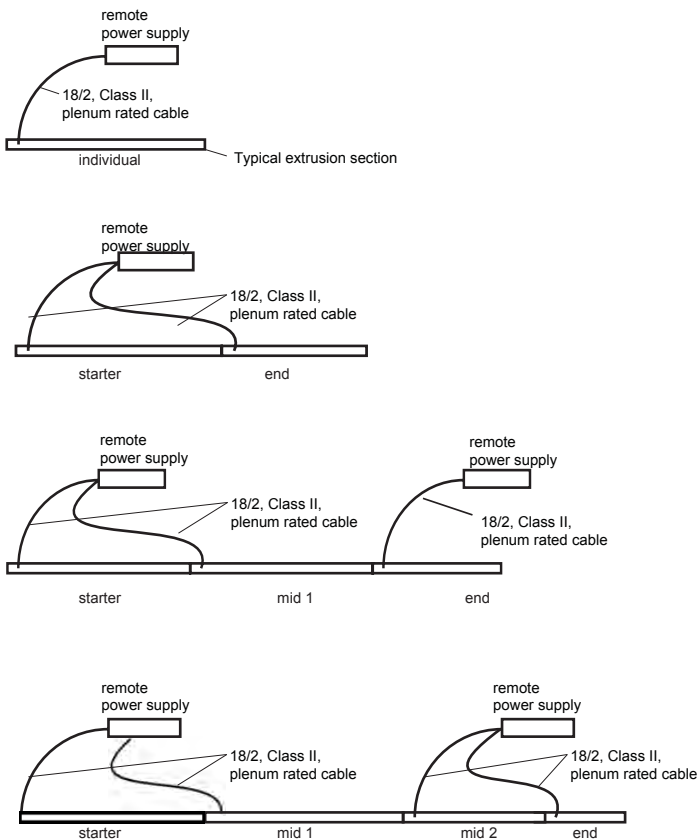 remote
power supply
18/2, Class II,
plenum rated cable
individual
Typical extrusion section
remote
power supply
18/2, Class II,
plenum rated cable
starter
end
remote
power supply
18/2, Class II,
plenum rated cable
remote
power supply
18/2, Class II,
plenum rated cable
starter
mid 1
end
remote
power supply
18/2, Class II,
plenum rated cable
remote
power supply
18/2, Class II,
plenum rated cable
starter
mid 1
mid 2
end